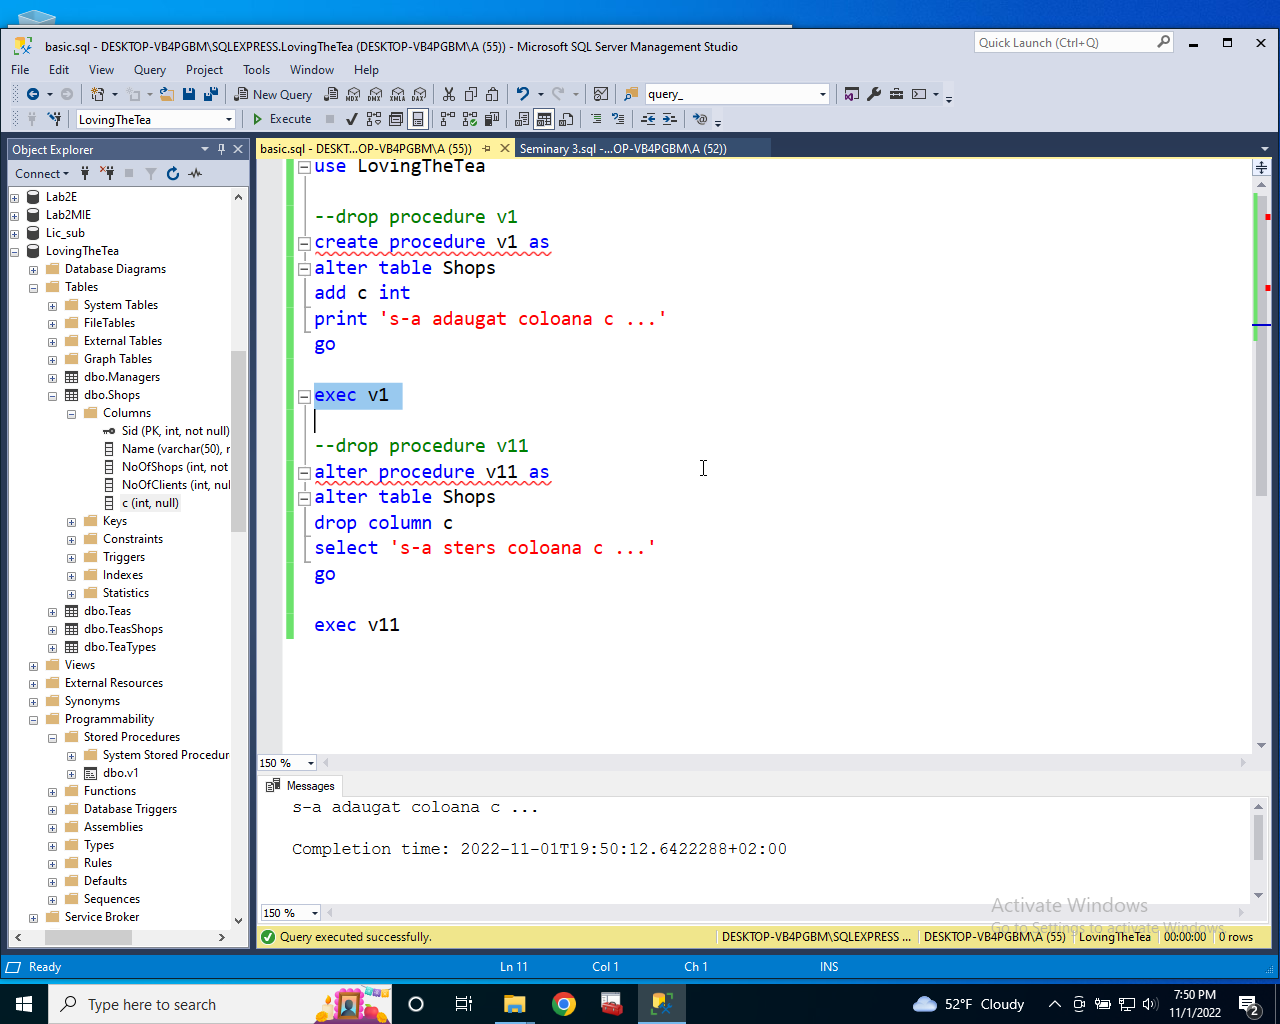 basic.sql - DESKTOP-VB4PGBM\SQLEXPRESS.LovingTheTea (DESKTOP-VB4PGBM\A (55)) - Microsoft SQL Server Management Studio
Quick Launch (Ctrl+Q)
File Edit View Query Project Tools Window Help
New Query
MDX DMX XMLA DAX
query_
LovingTheTea
Execute
Object Explorer
basic.sql - DESKT...OP-VB4PGBM\A (55))
Seminary 3.sql -...OP-VB4PGBM\A (52))
Connect
Lab2E
Lab2MIE
Lic_sub
LovingTheTea
Database Diagrams
Tables
System Tables
FileTables
External Tables
Graph Tables
dbo.Managers
dbo.Shops
Columns
Sid (PK, int, not null)
Name (varchar(50), r
NoOfShops (int, not
NoOfClients (int, nul
c (int, null)
Keys
Constraints
Triggers
Indexes
Statistics
dbo.Teas
dbo.TeasShops
dbo.TeaTypes
Views
External Resources
Synonyms
Programmability
Stored Procedures
System Stored Procedur
dbo.v1
Functions
Database Triggers
Assemblies
Types
Rules
Defaults
Sequences
Service Broker
use LovingTheTea
--drop procedure v1
create procedure v1 as
alter table Shops
add c int
print 's-a adaugat coloana c ...'
go
exec v1
--drop procedure v11
alter procedure v11 as
alter table Shops
drop column c
select 's-a sters coloana c ...'
go
exec v11
150 %
Messages
s-a adaugat coloana c ...
Completion time: 2022-11-01T19:50:12.6422288+02:00
150 %
Activate Windows
Go to Settings to activate Windows.
Query executed successfully.
DESKTOP-VB4PGBM\SQLEXPRESS ...
DESKTOP-VB4PGBM\A (55)
LovingTheTea
00:00:00
0 rows
Ready
Ln 11
Col 1
Ch 1
INS
Type here to search
52°F Cloudy
7:50 PM
11/1/2022
2